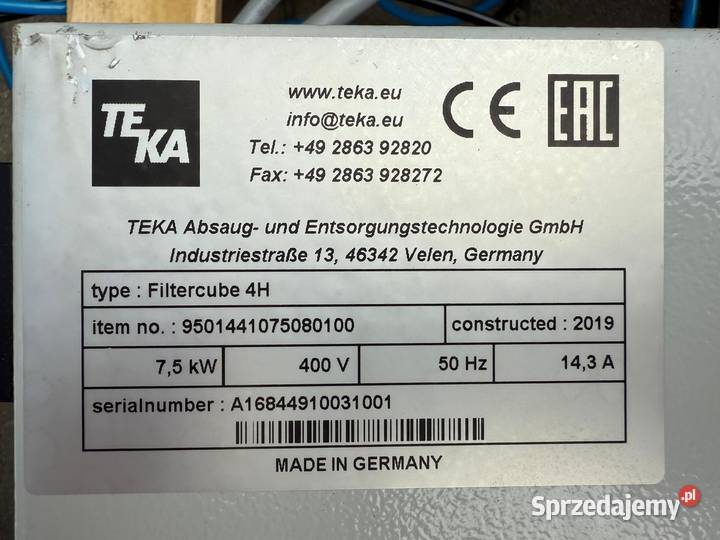 TEKA
www.teka.eu
info@teka.eu
Tel.: +49 2863 92820
Fax: +49 2863 928272
CE
EAC
TEKA Absaug- und Entsorgungstechnologie GmbH
Industriestraße 13, 46342 Velen, Germany
type : Filtercube 4H
item no. : 9501441075080100 constructed : 2019
7,5 kW 400 V 50 Hz 14,3 A
serialnumber : A16844910031001
MADE IN GERMANY
Sprzedajemy.pl